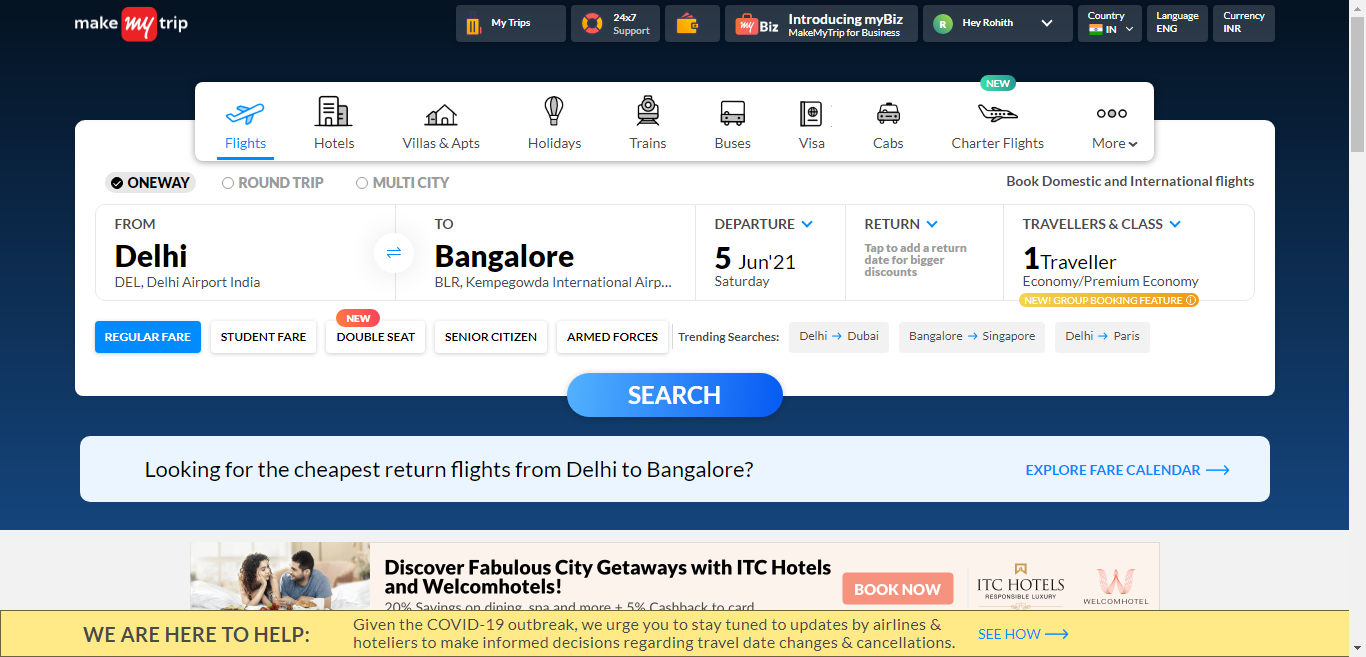 make my trip
My Trips
24x7
Support
my Biz
Introducing myBiz
MakeMyTrip for Business
R
Hey Rohith
Country
IN
Language
ENG
Currency
INR
NEW
Flights
Hotels
Villas & Apts
Holidays
Trains
Buses
Visa
Cabs
Charter Flights
More
ONEWAY
ROUND TRIP
MULTI CITY
Book Domestic and International flights
FROM
Delhi
DEL, Delhi Airport India
TO
Bangalore
BLR, Kempegowda International Airp...
DEPARTURE
5 Jun'21
Saturday
RETURN
Tap to add a return
date for bigger
discounts
TRAVELLERS & CLASS
1Traveller
Economy/Premium Economy
NEW! GROUP BOOKING FEATURE
REGULAR FARE
STUDENT FARE
NEW
DOUBLE SEAT
SENIOR CITIZEN
ARMED FORCES
Trending Searches:
Delhi → Dubai
Bangalore → Singapore
Delhi → Paris
SEARCH
Looking for the cheapest return flights from Delhi to Bangalore?
EXPLORE FARE CALENDAR
Discover Fabulous City Getaways with ITC Hotels
and Welcomhotels!
20% Savings on dining, spa and more + 5% Cashback to card
BOOK NOW
ITC HOTELS
RESPONSIBLE LUXURY
WELCOMHOTEL
WE ARE HERE TO HELP:
Given the COVID-19 outbreak, we urge you to stay tuned to updates by airlines &
hoteliers to make informed decisions regarding travel date changes & cancellations.
SEE HOW